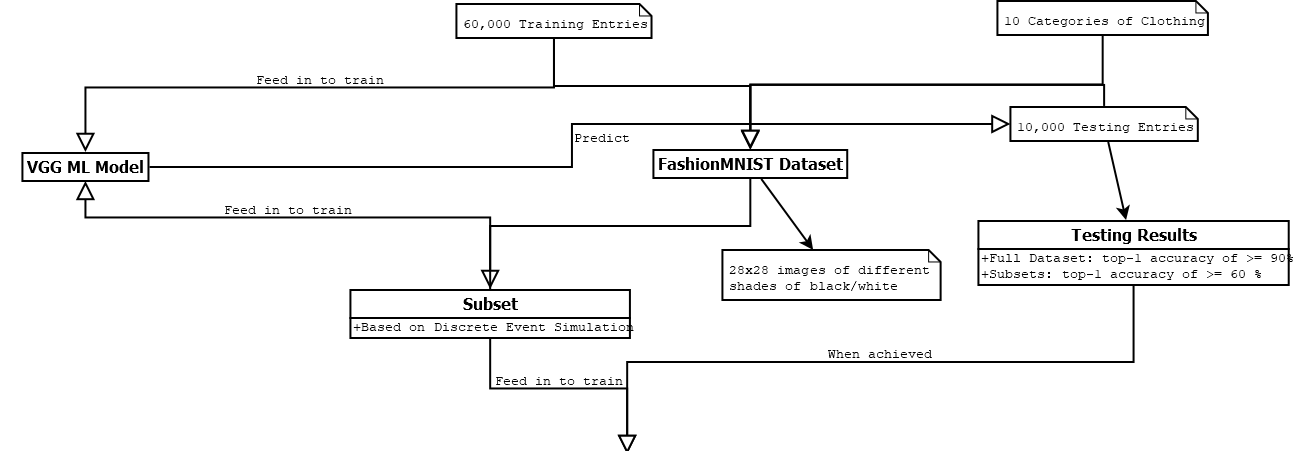 60,000 Training Entries
10 Categories of Clothing
Feed in to train
10,000 Testing Entries
Predict
VGG ML Model
FashionMNIST Dataset
Feed in to train
Testing Results
+Full Dataset: top-1 accuracy of >= 90%
+Subsets: top-1 accuracy of >= 60 %
28x28 images of different
shades of black/white
Subset
+Based on Discrete Event Simulation
When achieved
Feed in to train